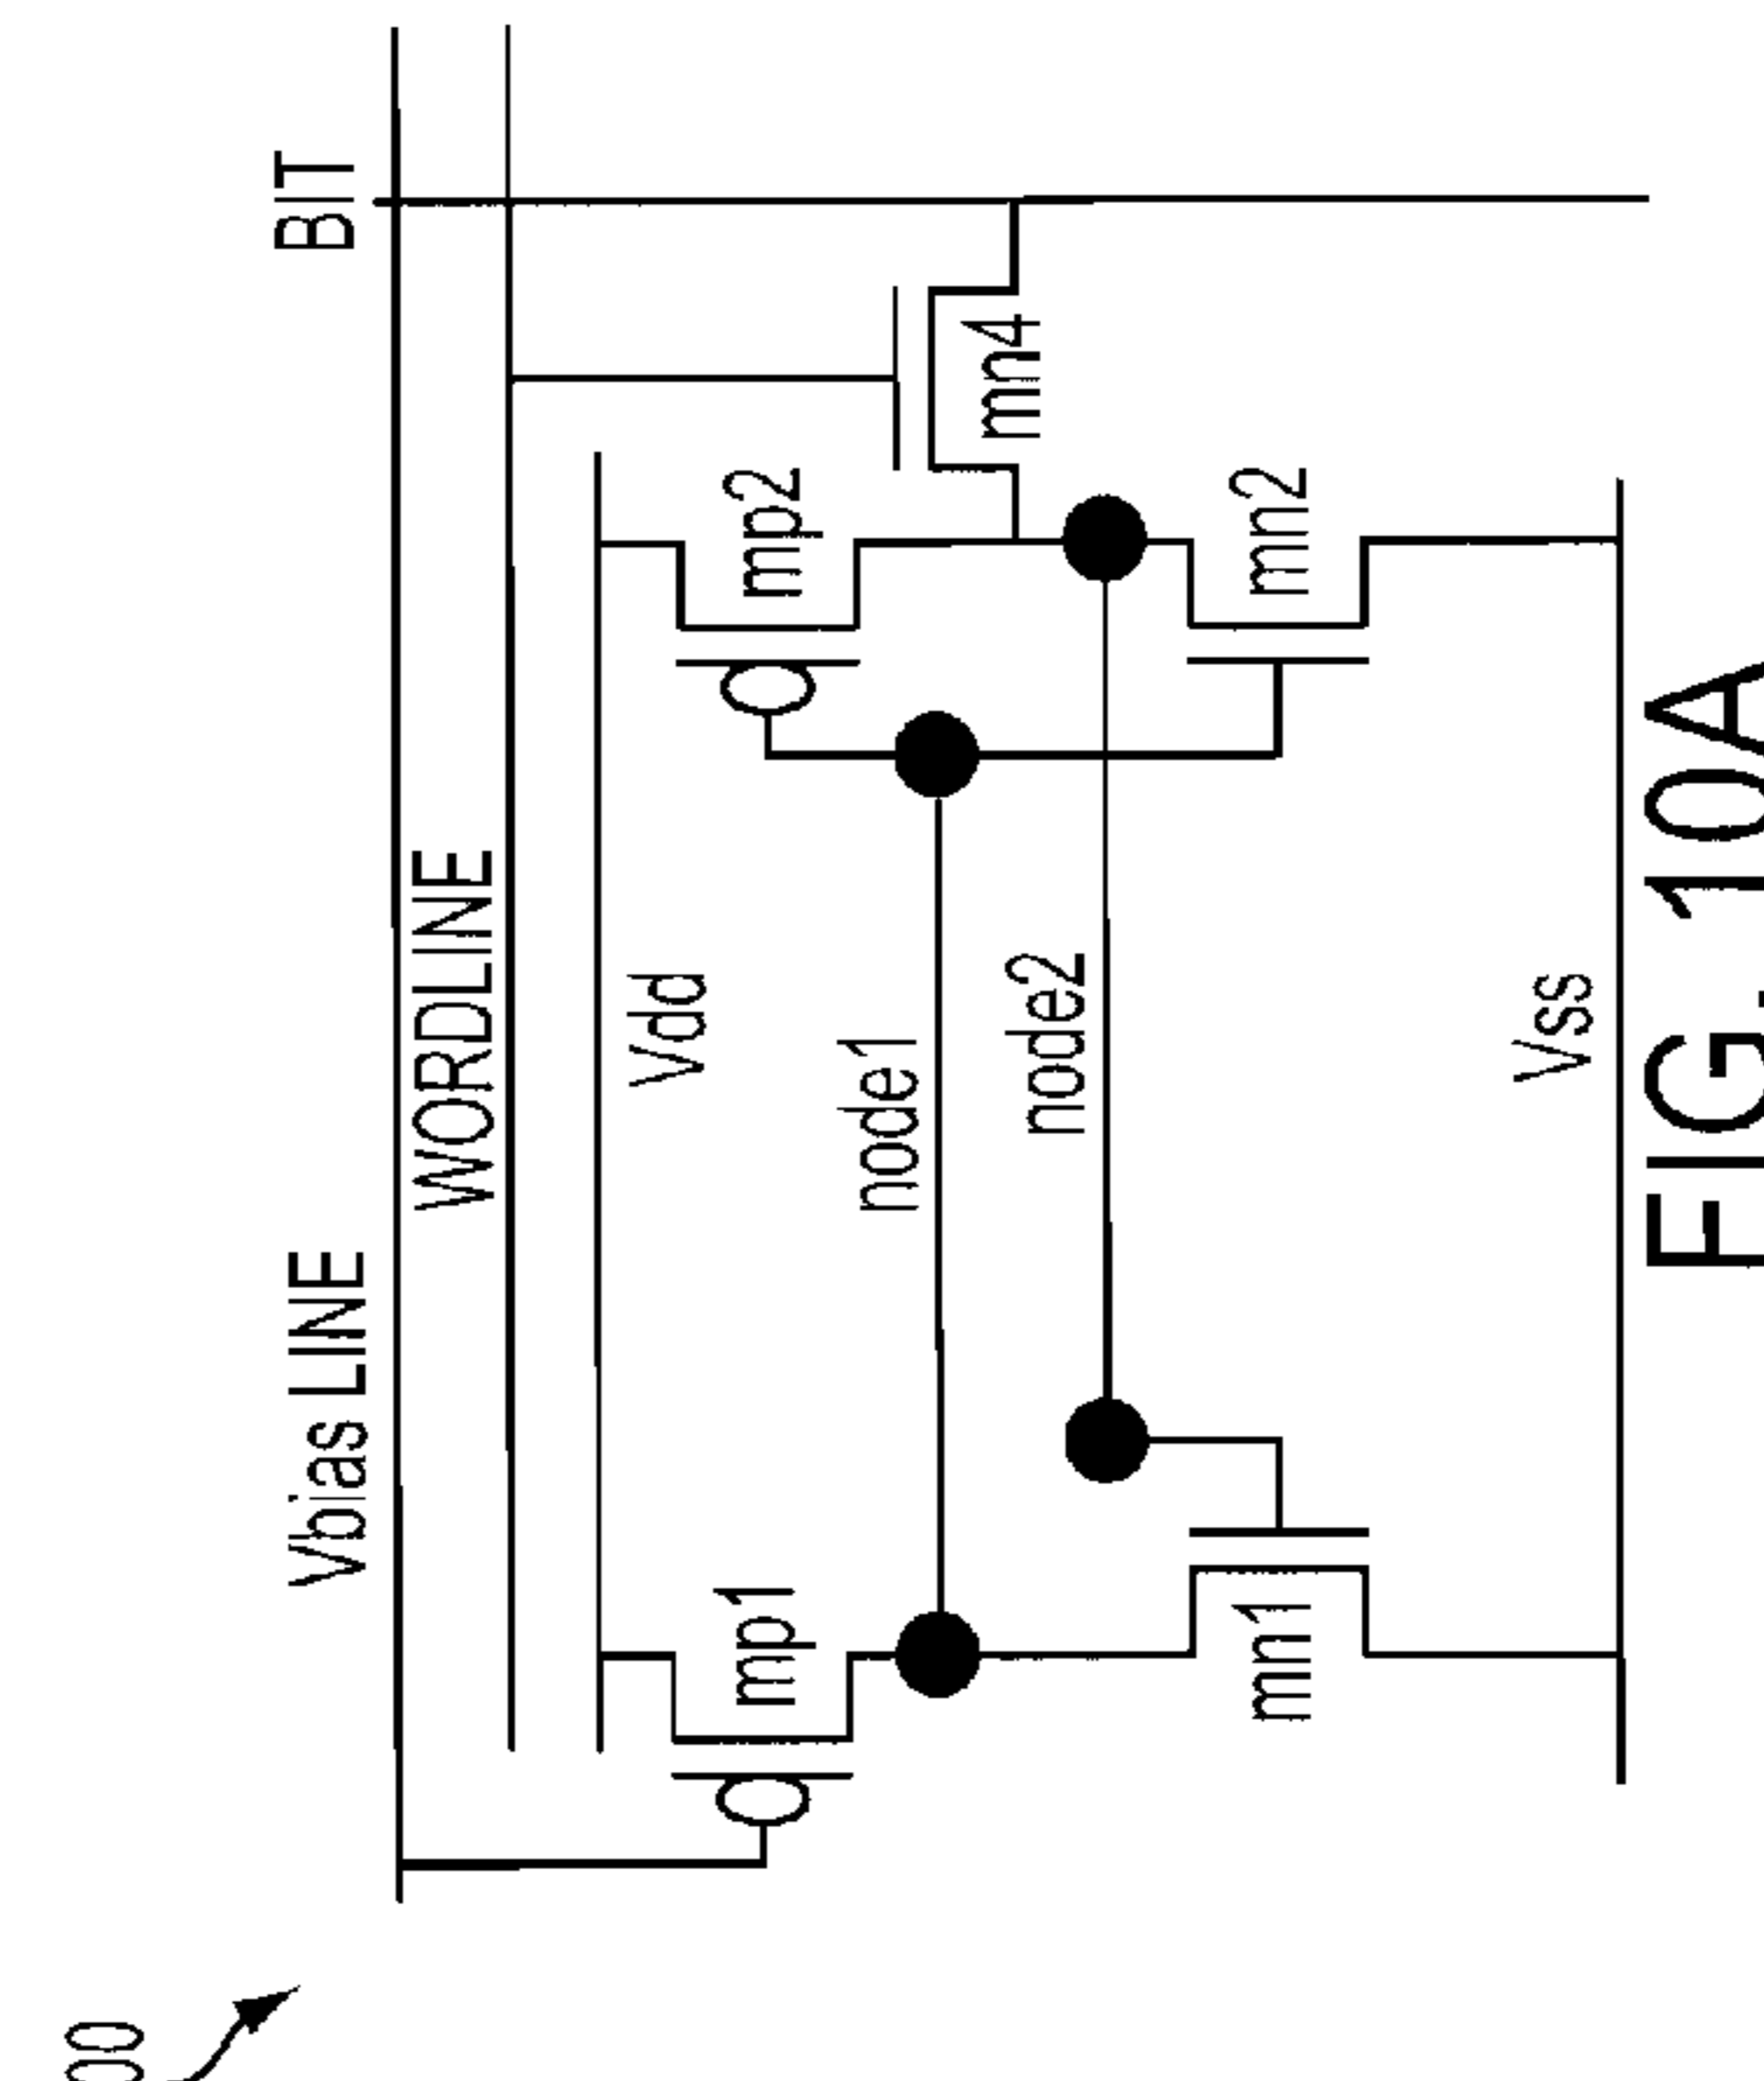 Vbias LINE
BIT
WORDLINE
Vdd
mp1
mp2
node1
mn4
node2
mn1
mn2
Vss
FIG. 10A